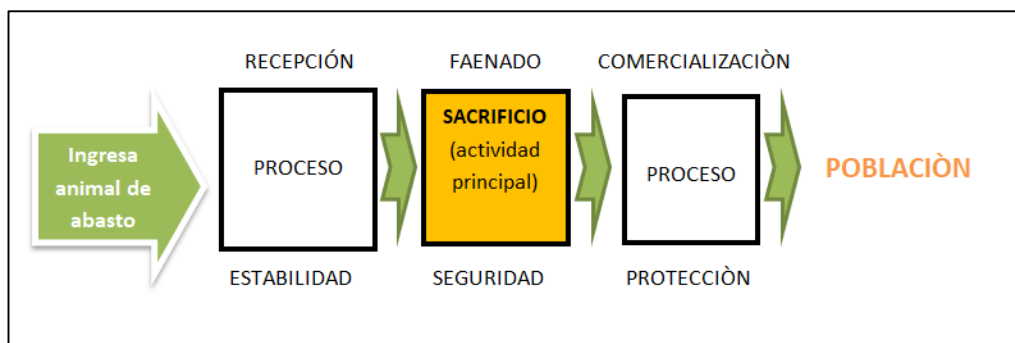 RECEPCIÓN
FAENADO
COMERCIALIZACIÒN
Ingresa
animal de
abasto
PROCESO
SACRIFICIO
(actividad
principal)
PROCESO
POBLACIÒN
ESTABILIDAD
SEGURIDAD
PROTECCIÒN